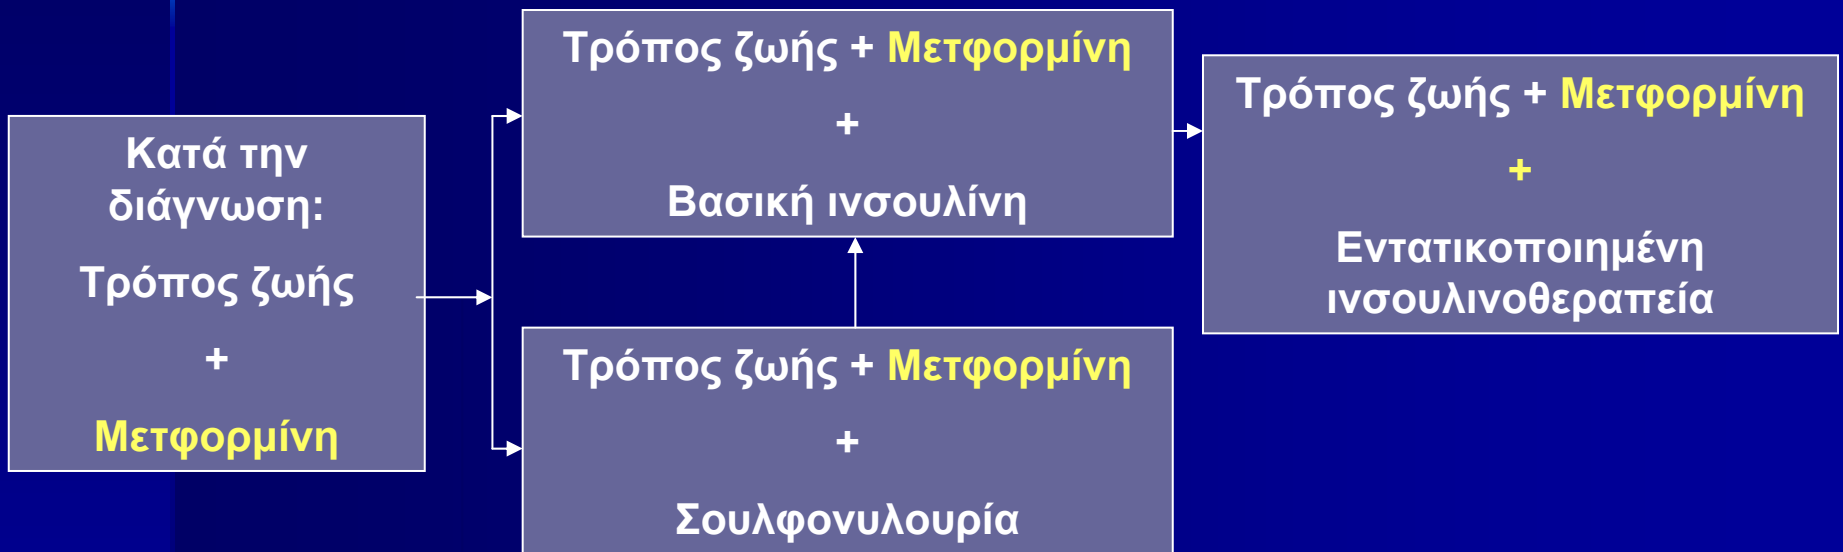 Κατά την
διάγνωση:
Τρόπος ζωής
+
Μετφορμίνη
Τρόπος ζωής + Μετφορμίνη
+
Βασική ινσουλίνη
Τρόπος ζωής + Μετφορμίνη
+
Σουλφονυλουρία
Τρόπος ζωής + Μετφορμίνη
+
Εντατικοποιημένη
ινσουλινοθεραπεία